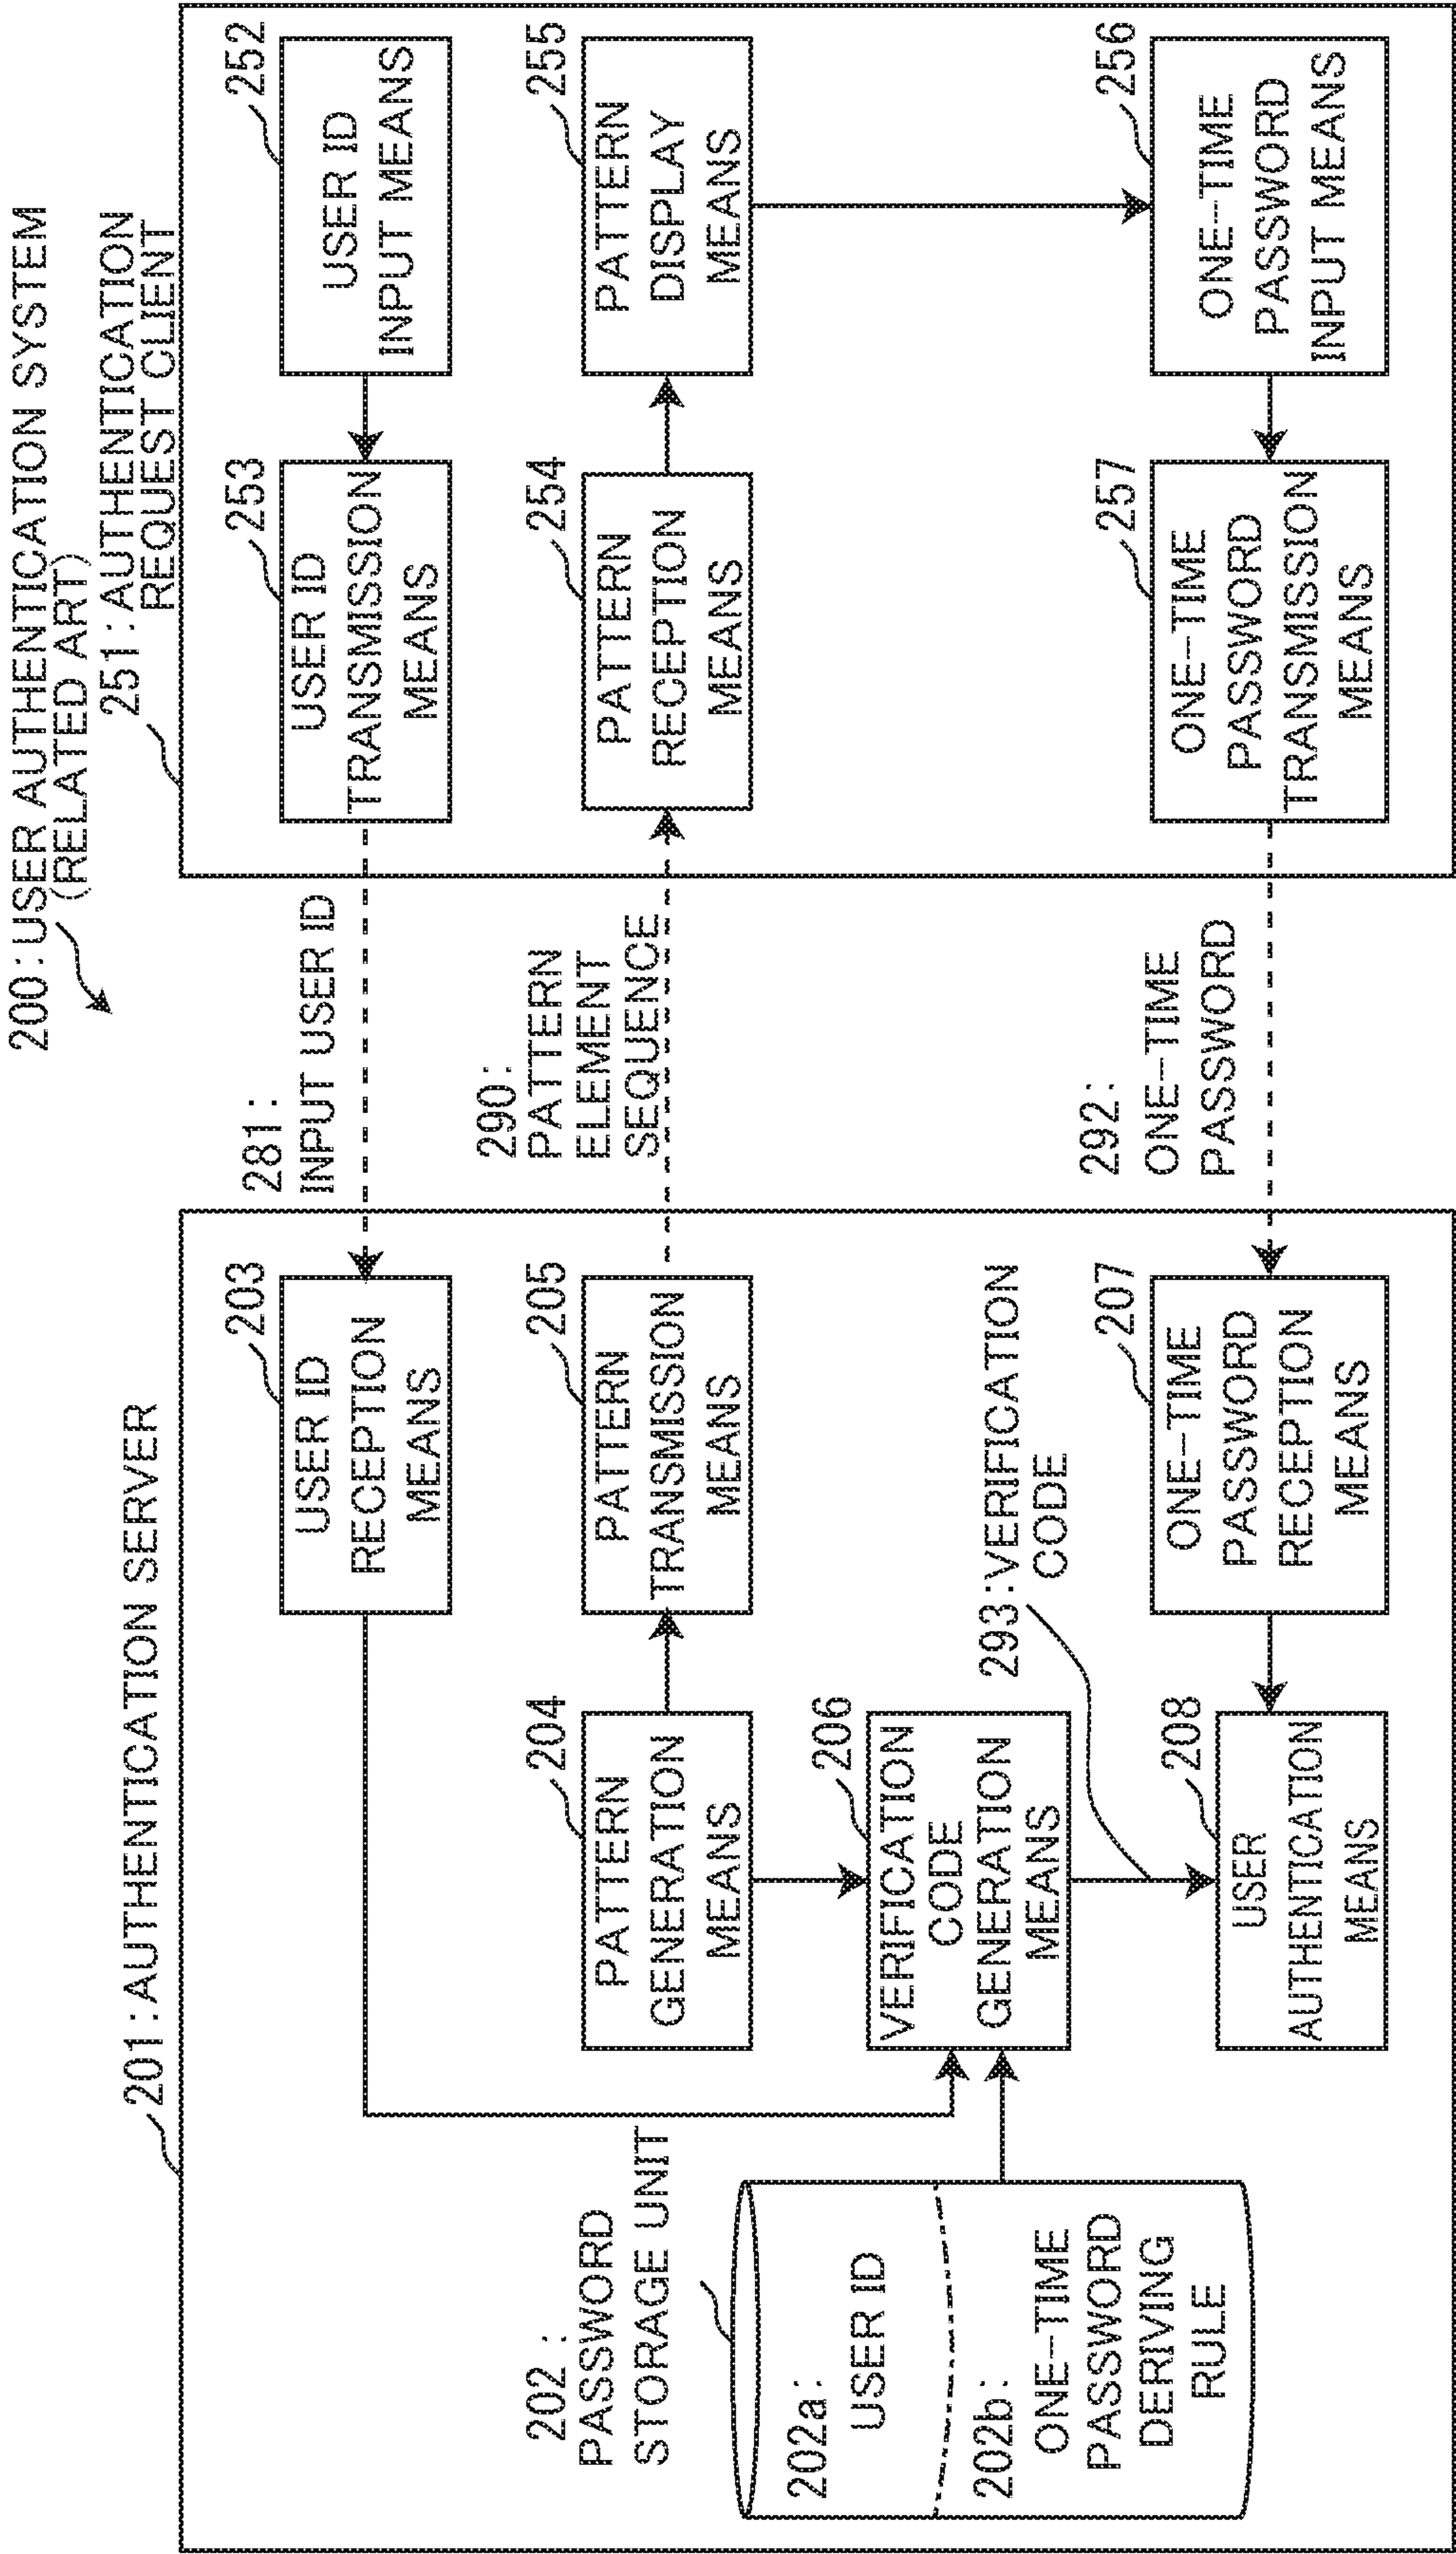 200 : USER AUTHENTICATION SYSTEM
(RELATED ART)
201 : AUTHENTICATION SERVER
251 : AUTHENTICATION
REQUEST CLIENT
203
USER ID
RECEPTION
MEANS
281 :
INPUT USER ID
253
USER ID
TRANSMISSION
MEANS
252
USER ID
INPUT MEANS
204
PATTERN
GENERATION
MEANS
205
PATTERN
TRANSMISSION
MEANS
290 :
PATTERN
ELEMENT
SEQUENCE
254
PATTERN
RECEPTION
MEANS
255
PATTERN
DISPLAY
MEANS
202 :
PASSWORD
STORAGE UNIT
202a :
USER ID
202b :
ONE-TIME
PASSWORD
DERIVING
RULE
206
VERIFICATION
CODE
GENERATION
MEANS
293 : VERIFICATION
CODE
208
USER
AUTHENTICATION
MEANS
207
ONE-TIME
PASSWORD
RECEPTION
MEANS
292 :
ONE-TIME
PASSWORD
257
ONE-TIME
PASSWORD
TRANSMISSION
MEANS
256
ONE-TIME
PASSWORD
INPUT MEANS